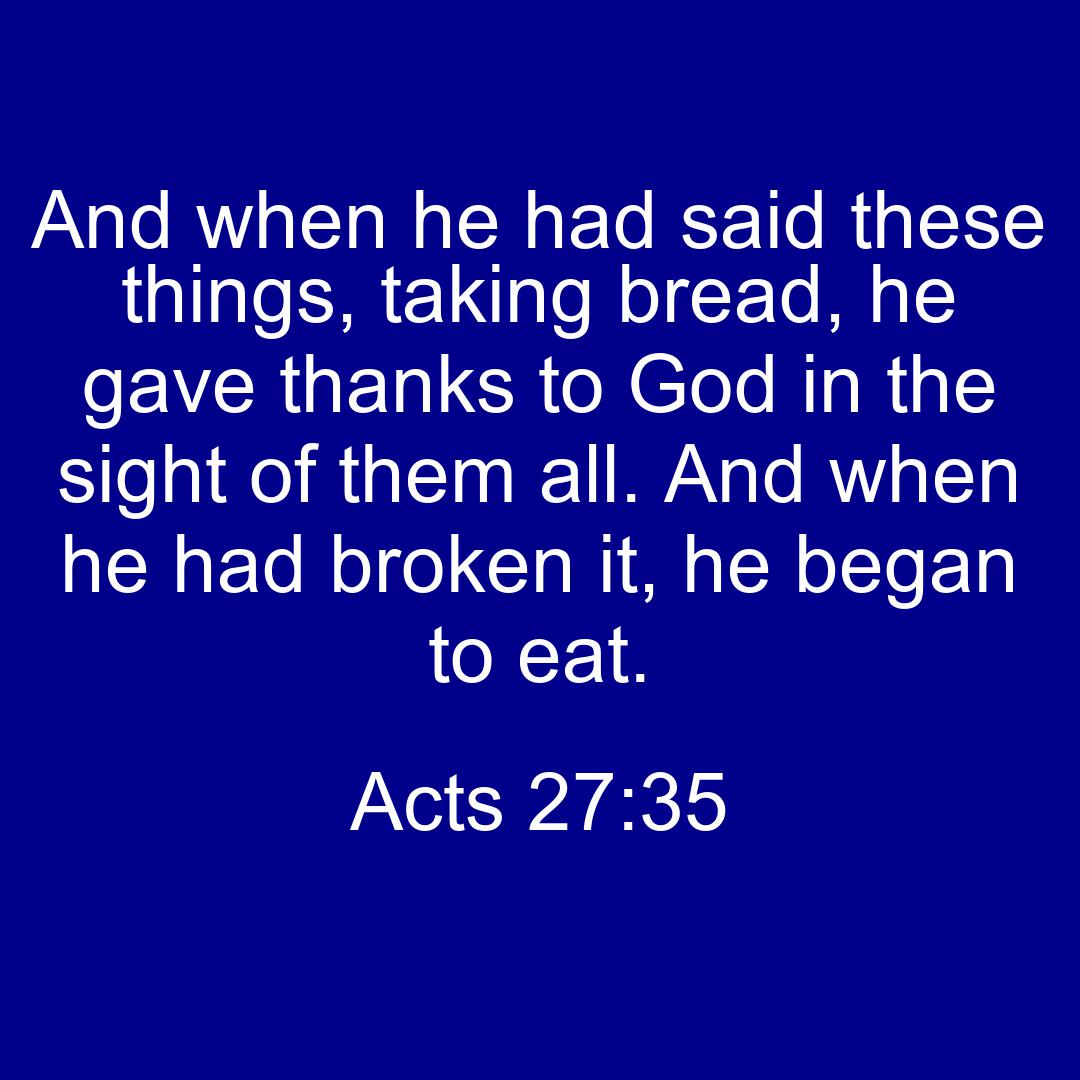 And when he had said these
things, taking bread, he
gave thanks to God in the
sight of them all. And when
he had broken it, he began
to eat.
Acts 27:35